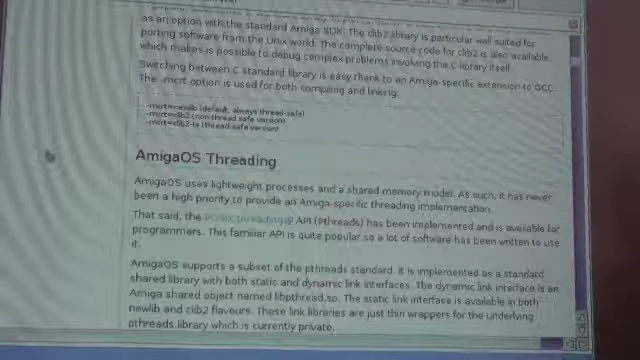 as an option with the standard Amiga SDK. The clib2 library is particular well suited for
porting software from the Unix world. The complete source code for clib2 is also available
which makes is possible to debug complex problems involving the C library itself.
Switching between C standard library is easy thank to an Amiga-specific extension to GCC.
The -mcrt option is used for both compiling and linking:
-mcrt=newlib (default, always thread-safe)
-mcrt=clib2 (non-thread safe version)
-mcrt=clib2-ts (thread-safe version)
AmigaOS Threading
AmigaOS uses lightweight processes and a shared memory model. As such, it has never
been a high priority to provide an Amiga-specific threading implementation.
That said, the POSIX threading API (Pthreads) has been implemented and is available for
programmers. This familiar API is quite popular so a lot of software has been written to use
it.
AmigaOS supports a subset of the pthreads standard. It is implemented as a standard
shared library with both static and dynamic link interfaces. The dynamic link interface is an
Amiga shared object named libpthread.so. The static link interface is available in both
newlib and clib2 flavours. These link libraries are just thin wrappers for the underlying
pthreads.library which is currently private.